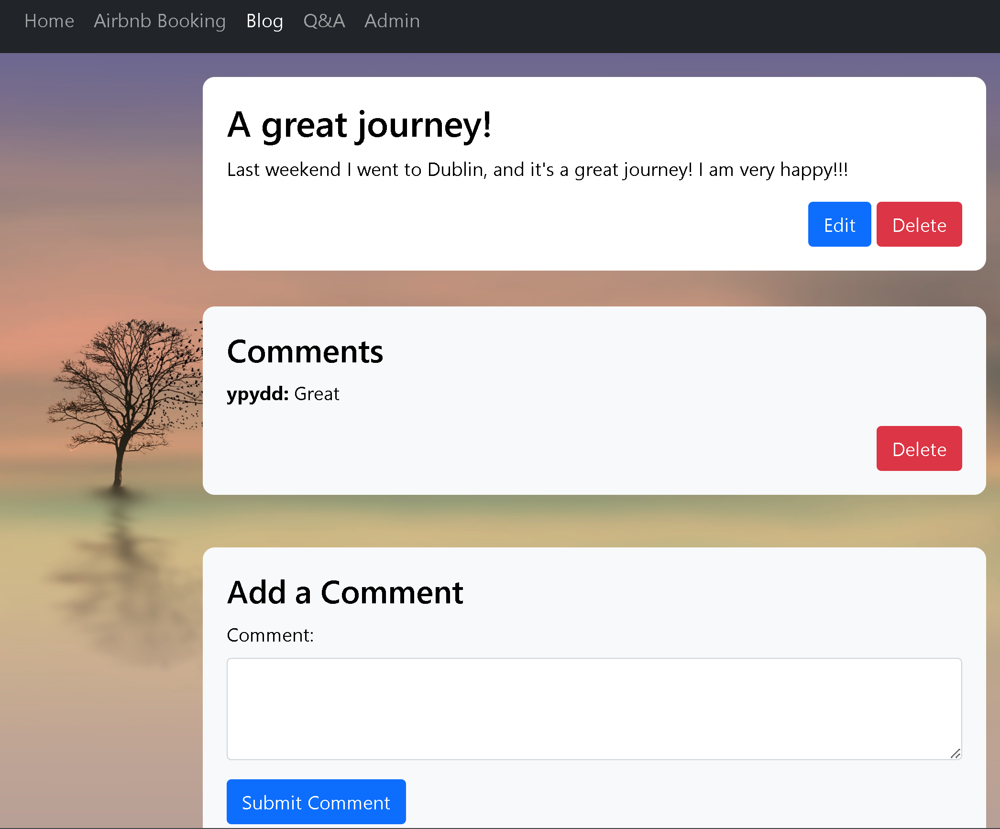 Home Airbnb Booking Blog Q&A Admin
A great journey!
Last weekend I went to Dublin, and it's a great journey! I am very happy!!!
Edit Delete
Comments
ypydd: Great
Delete
Add a Comment
Comment:
Submit Comment